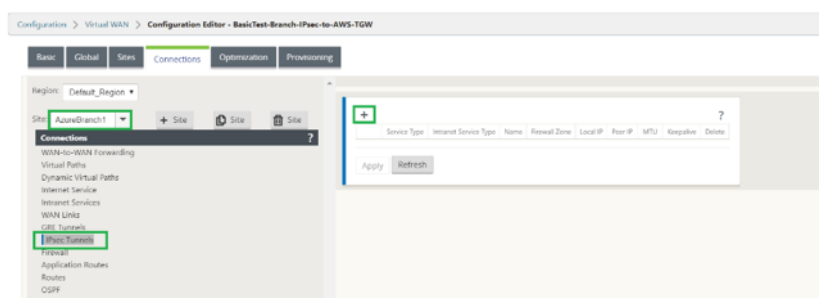 Configuration > Virtual WAN > Configuration Editor - BasicTest-Branch-IPsec-to-AWS-TGW
Basic Global Sites Connections Optimization Provisioning
Region: Default_Region
Site: AzureBranch1 + Site Site Site
Connections ?
WAN-to-WAN Forwarding
Virtual Paths
Dynamic Virtual Paths
Internet Service
Intranet Services
WAN Links
GRE Tunnels
IPsec Tunnels
Firewall
Application Routes
Routes
OSPF
+ ?
Service Type Intranet Service Type Name Firewall Zone Local IP Peer IP MTU Keepalive Delete
Apply Refresh